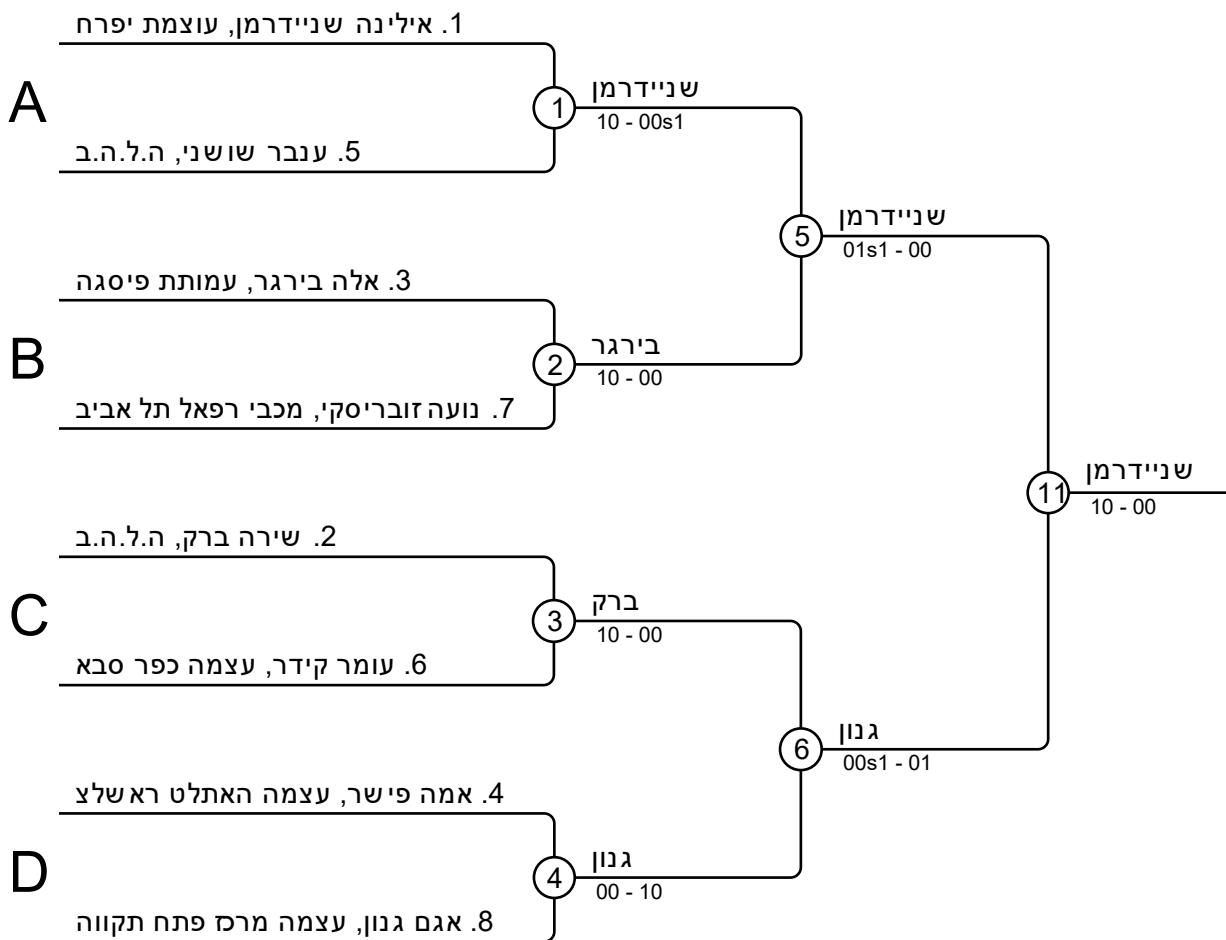 1. אילינה שניידרמן, עוצמת יפרח
A
1
שניידרמן
10 - 00s1
5. ענבר שושני, ה.ל.ה.ב
5
שניידרמן
01s1 - 00
3. אלה בירגר, עמותת פיסגה
B
2
בירגר
10 - 00
7. נועה זובריסקי, מכבי רפאל תל אביב
11
שניידרמן
10 - 00
2. שירה ברק, ה.ל.ה.ב
C
3
ברק
10 - 00
6. עומר קידר, עצמה כפר סבא
6
גנון
00s1 - 01
4. אמה פישר, עצמה האתלט ראשלצ
D
4
גנון
00 - 10
8. אגם גנון, עצמה מרכז פתח תקווה